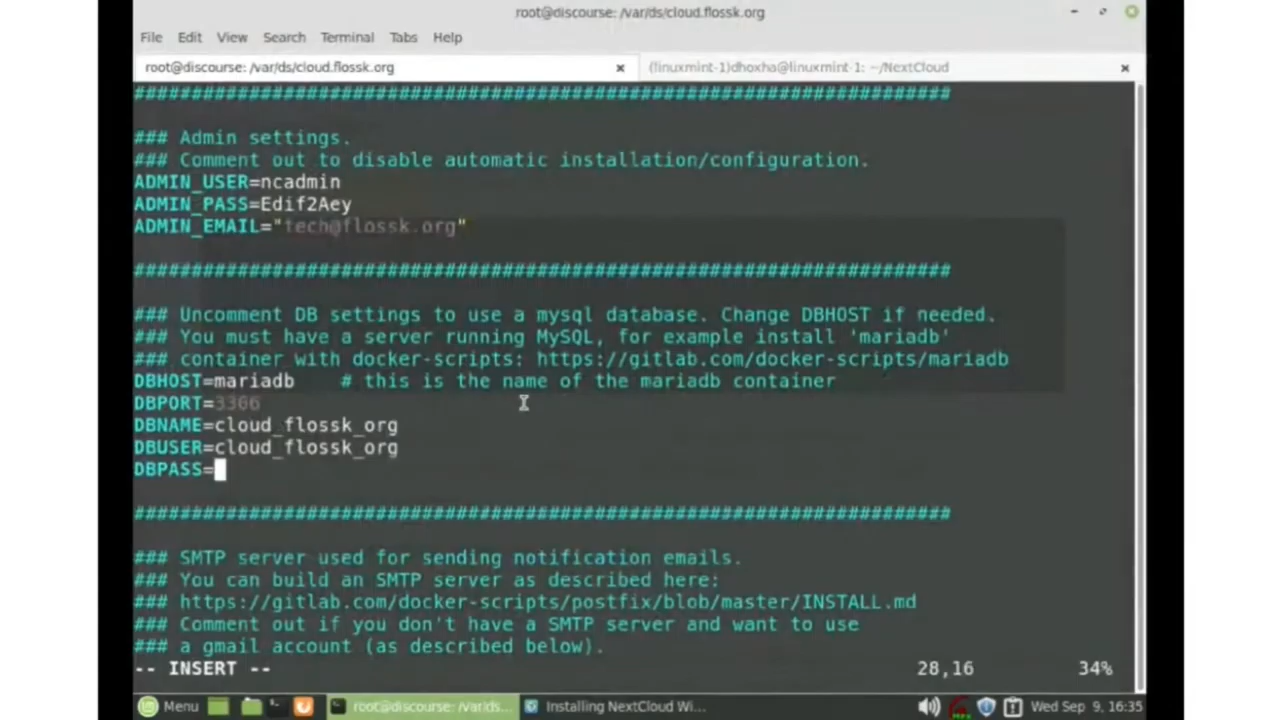 root@discourse: /var/ds/cloud.flossk.org
File Edit View Search Terminal Tabs Help
root@discourse: /var/ds/cloud.flossk.org × (linuxmint-1)dhoxha@linuxmint-1: ~/NextCloud ×
#######################################################################
### Admin settings.
### Comment out to disable automatic installation/configuration.
ADMIN_USER=ncadmin
ADMIN_PASS=Edif2Aey
ADMIN_EMAIL="tech@flossk.org"
#######################################################################
### Uncomment DB settings to use a mysql database. Change DBHOST if needed.
### You must have a server running MySQL, for example install 'mariadb'
### container with docker-scripts: https://gitlab.com/docker-scripts/mariadb
DBHOST=mariadb    # this is the name of the mariadb container
DBPORT=3306
DBNAME=cloud_flossk_org
DBUSER=cloud_flossk_org
DBPASS=
#######################################################################
### SMTP server used for sending notification emails.
### You can build an SMTP server as described here:
### https://gitlab.com/docker-scripts/postfix/blob/master/INSTALL.md
### Comment out if you don't have a SMTP server and want to use
### a gmail account (as described below).
-- INSERT -- 28,16 34%
Menu root@discourse: /var/ds... Installing NextCloud Wi... Wed Sep 9, 16:35